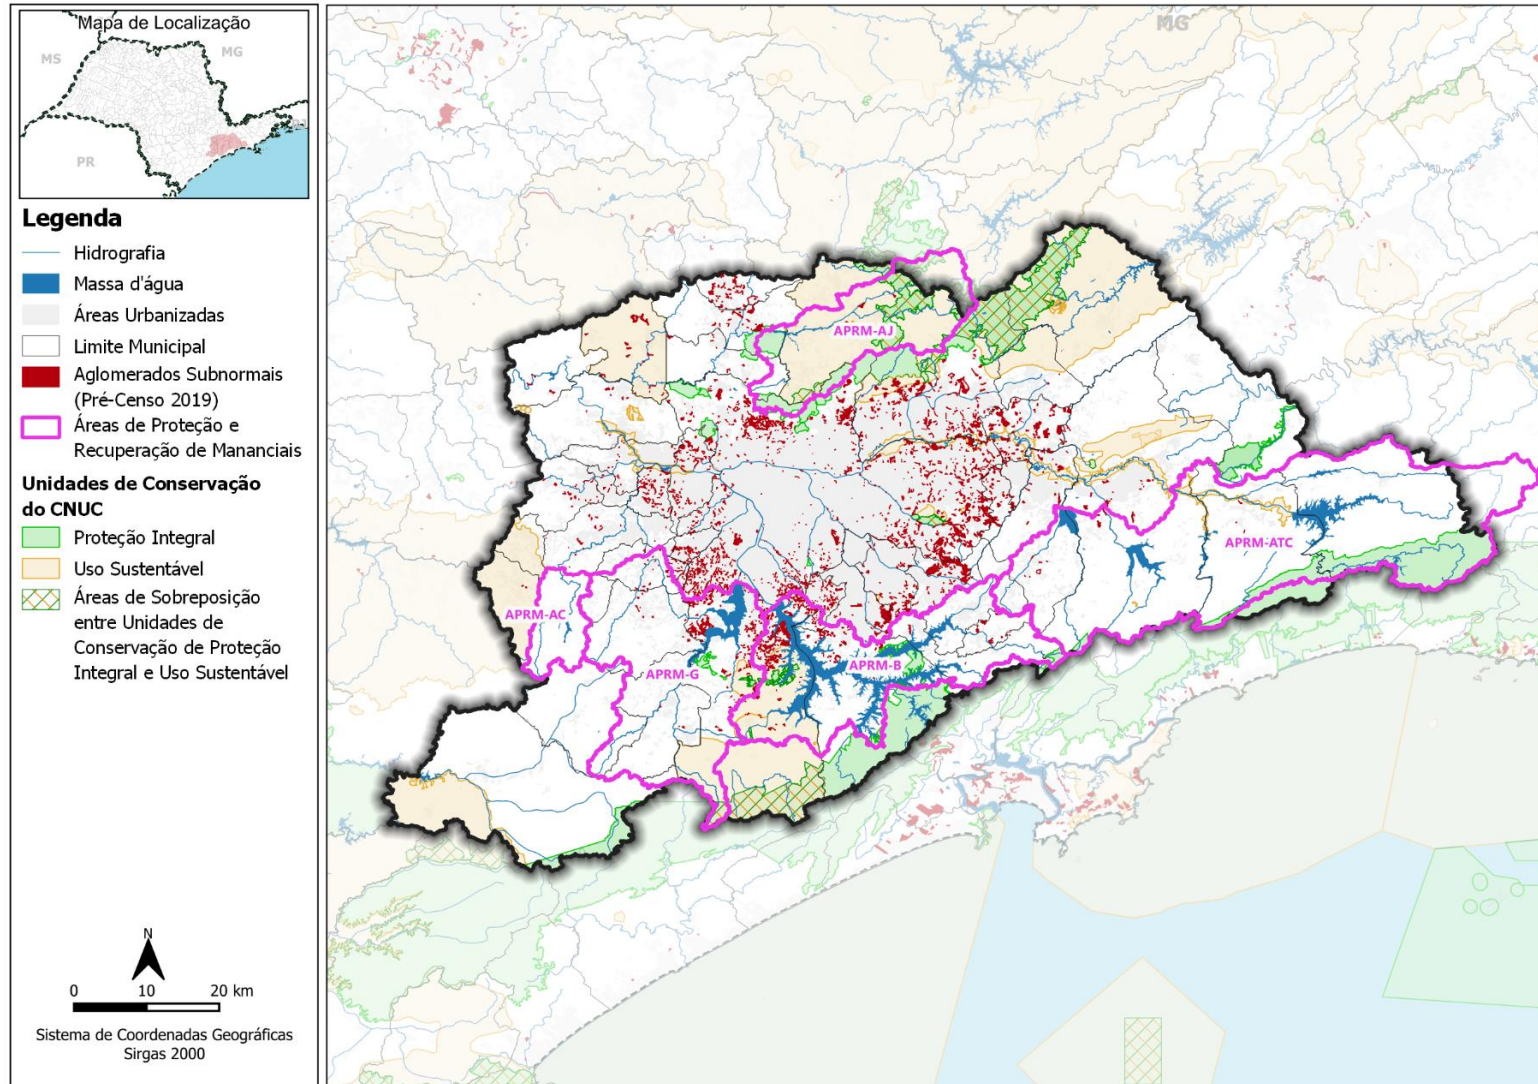 Mapa de Localização
MS
MG
PR
Legenda
Hidrografia
Massa d'água
Áreas Urbanizadas
Limite Municipal
Aglomerados Subnormais
(Pré-Censo 2019)
Áreas de Proteção e
Recuperação de Mananciais
Unidades de Conservação
do CNUC
Proteção Integral
Uso Sustentável
Áreas de Sobreposição
entre Unidades de
Conservação de Proteção
Integral e Uso Sustentável
N
0 10 20 km
Sistema de Coordenadas Geográficas
Sirgas 2000
MG
APRM-AJ
APRM-ATC
APRM-AC
APRM-G
APRM-B